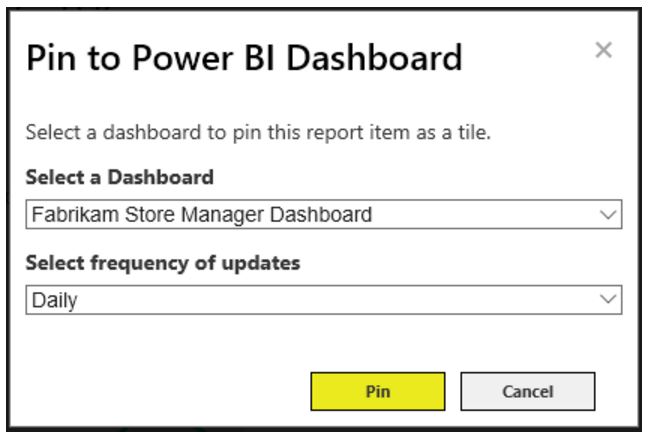 Pin to Power BI Dashboard
Select a dashboard to pin this report item as a tile.
Select a Dashboard
Fabrikam Store Manager Dashboard
Select frequency of updates
Daily
Pin
Cancel